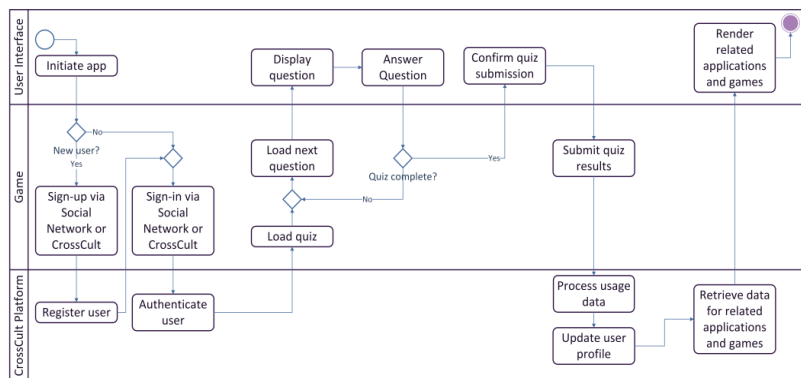 User Interface
Initiate app
Display
question
Answer
Question
Confirm quiz
submission
Render
related
applications
and games
Game
New user?
No
Yes
Sign-up via
Social
Network or
CrossCult
Sign-in via
Social
Network or
CrossCult
Load next
question
Load quiz
Quiz complete?
Yes
No
Submit quiz
results
CrossCult Platform
Register user
Authenticate
user
Process usage
data
Update user
profile
Retrieve data
for related
applications
and games